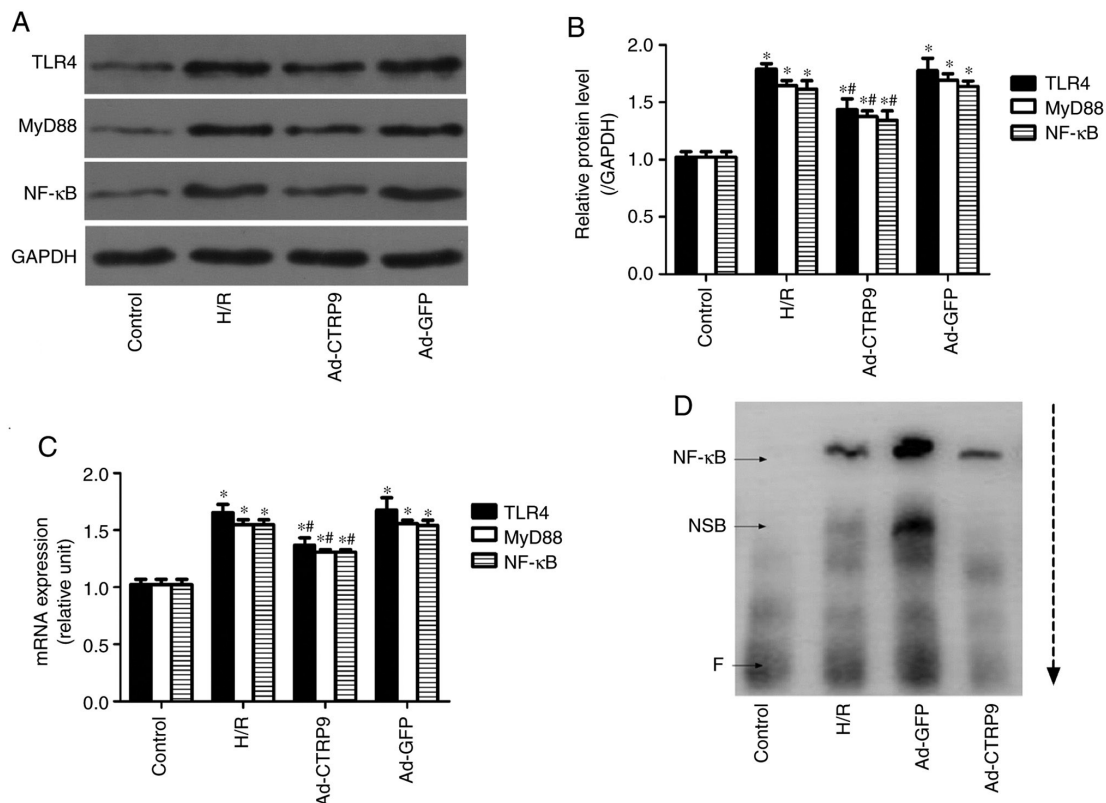 A
TLR4
MyD88
NF-κB
GAPDH
Control
H/R
Ad-CTRP9
Ad-GFP
B
Relative protein level
(/GAPDH)
2.0
1.5
1.0
0.5
0.0
* * *
*# *# *#
* * *
Control
H/R
Ad-CTRP9
Ad-GFP
TLR4
MyD88
NF-κB
C
mRNA expression
(relative unit)
2.0
1.5
1.0
0.5
0.0
* * *
*# *# *#
* * *
Control
H/R
Ad-CTRP9
Ad-GFP
TLR4
MyD88
NF-κB
D
NF-κB
NSB
F
Control
H/R
Ad-GFP
Ad-CTRP9